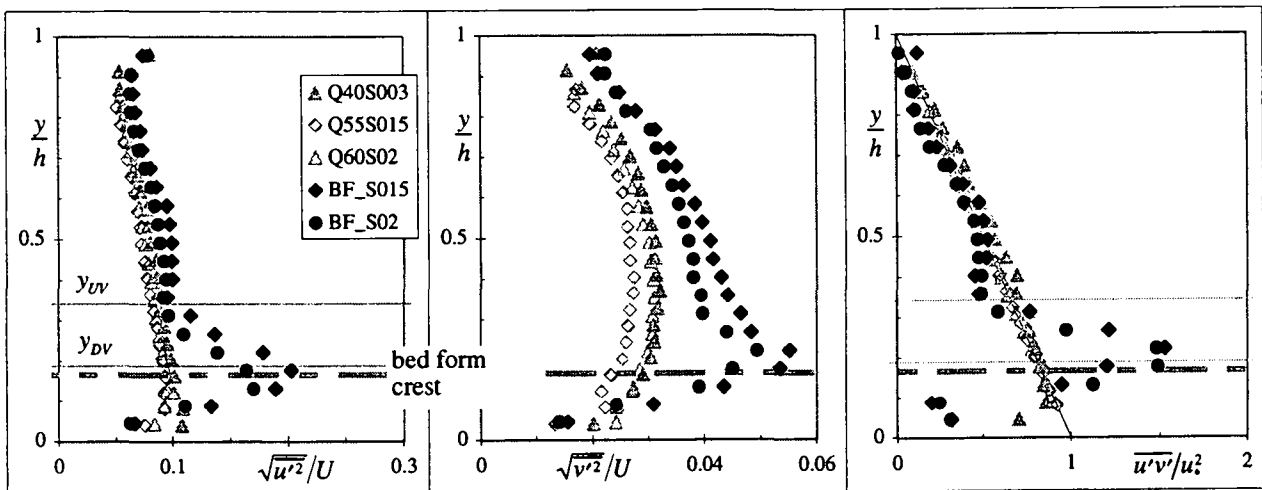 1
y/h
0.5
y_UV
y_DV
0
0
0.1
0.2
0.3
√u'²/U
Q40S003
Q55S015
Q60S02
BF_S015
BF_S02
bed form
crest
1
y/h
0.5
0
0
0.02
0.04
0.06
√v'²/U
1
y/h
0.5
0
0
1
2
u'v'/u*²